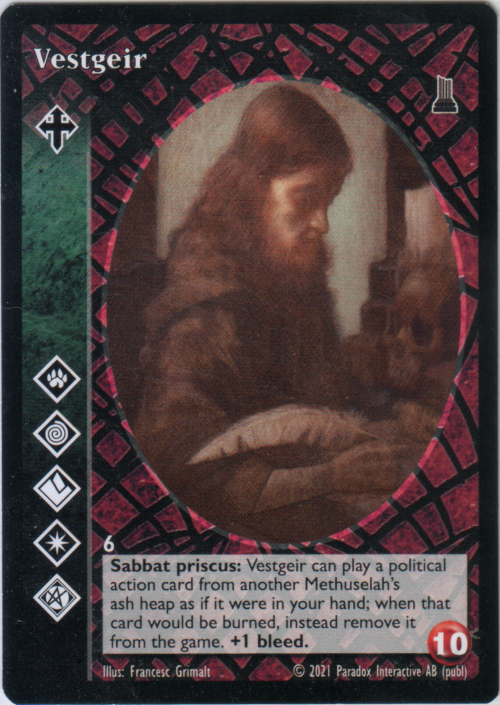 Vestgeir
6
Sabbat priscus: Vestgeir can play a political
action card from another Methuselah's
ash heap as if it were in your hand; when that
card would be burned, instead remove it
from the game. +1 bleed.
10
Illus: Francesc Grimalt
© 2021 Paradox Interactive AB (publ)